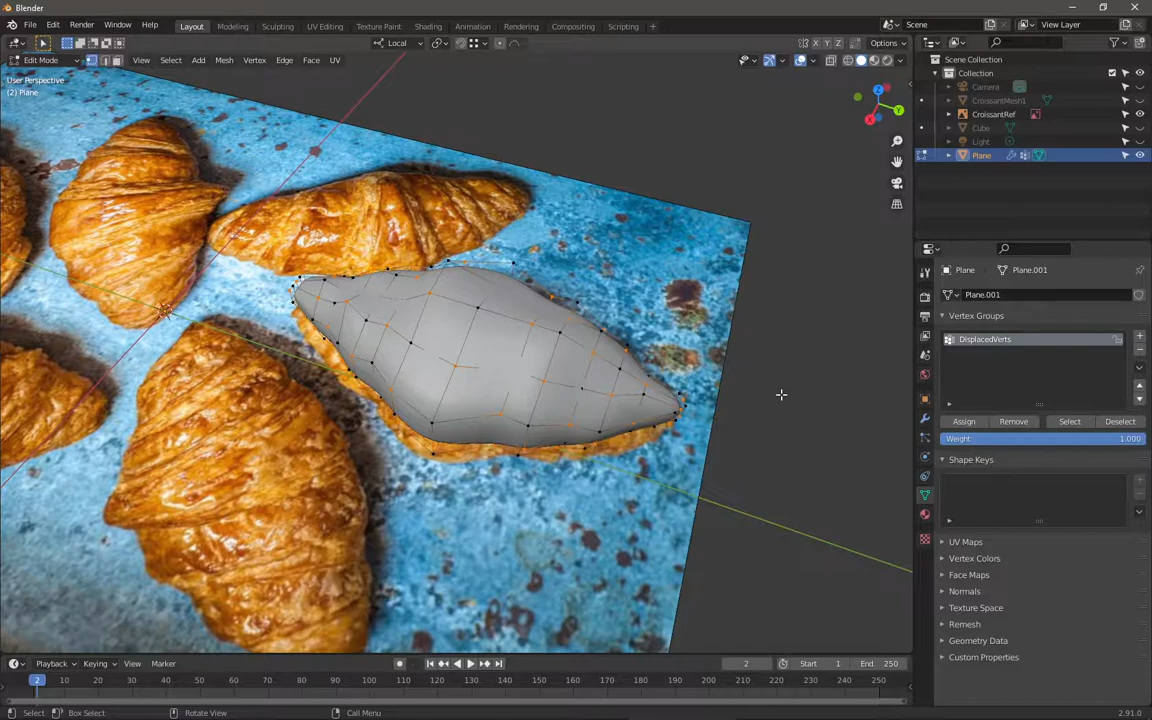 Blender
File Edit Render Window Help Layout Modeling Sculpting UV Editing Texture Paint Shading Animation Rendering Compositing Scripting + Scene View Layer
Local X Y Z Options
Edit Mode View Select Add Mesh Vertex Edge Face UV
User Perspective
(2) Plane
Z
Y
X
Scene Collection
Collection
Camera
CroissantMesh1
CroissantRef
Cube
Light
Plane
Plane Plane.001
Plane.001
Vertex Groups
DisplacedVerts
Assign Remove Select Deselect
Weight 1.000
Shape Keys
UV Maps
Vertex Colors
Face Maps
Normals
Texture Space
Remesh
Geometry Data
Custom Properties
Playback Keying View Marker 2 Start 1 End 250
2 10 20 30 40 50 60 70 80 90 100 110 120 130 140 150 160 170 180 190 200 210 220 230 240 250
Select Box Select Rotate View Call Menu 2.91.0